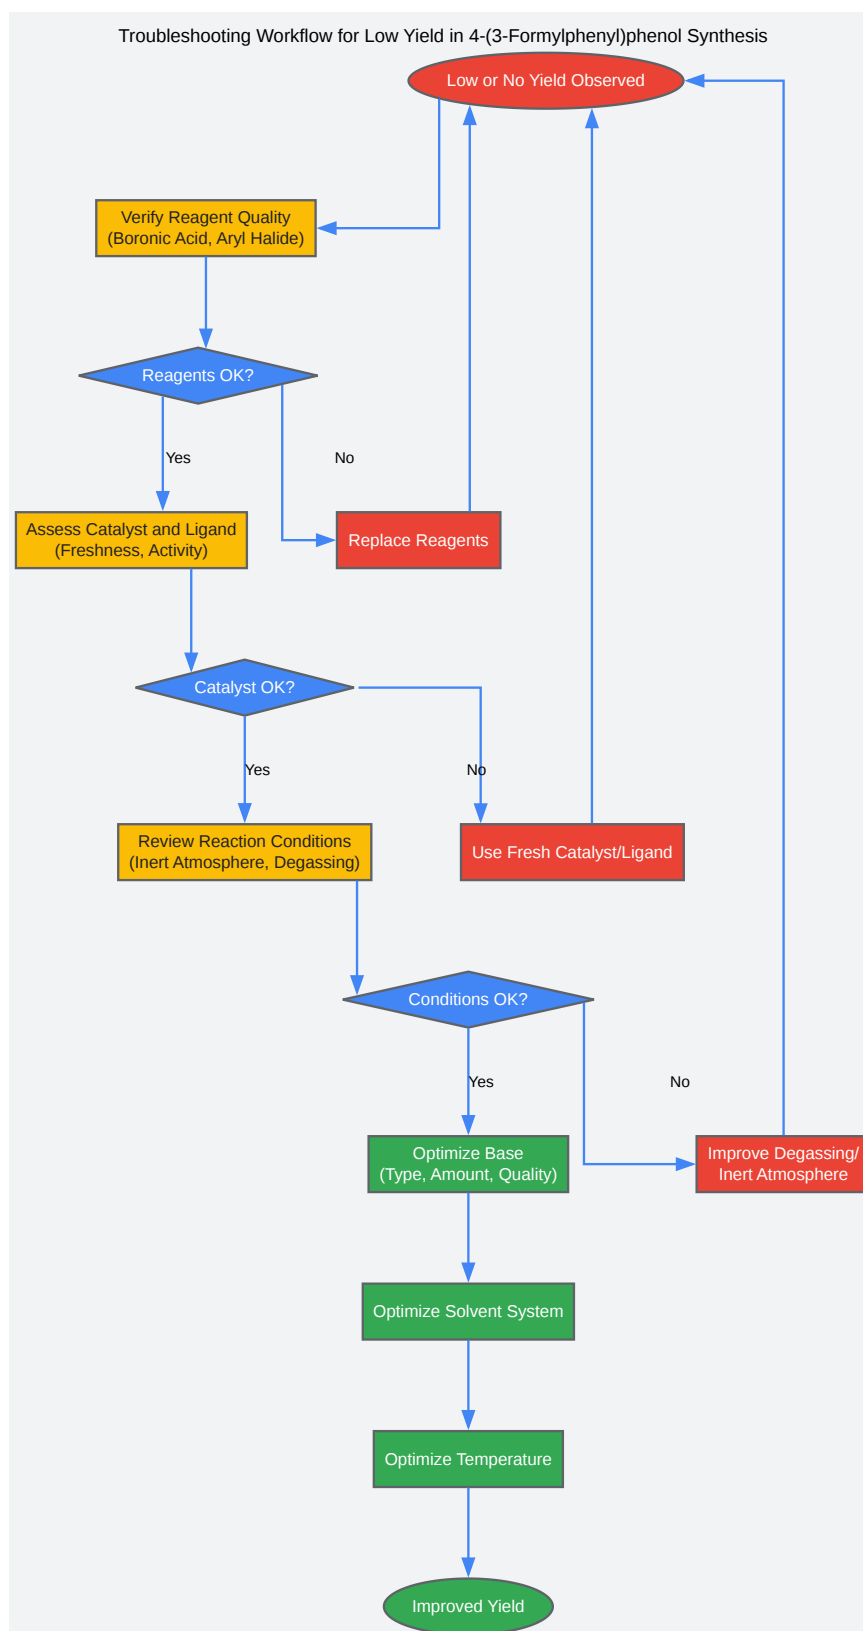 Troubleshooting Workflow for Low Yield in 4-(3-Formylphenyl)phenol Synthesis
Low or No Yield Observed
Verify Reagent Quality
(Boronic Acid, Aryl Halide)
Reagents OK?
Yes
No
Assess Catalyst and Ligand
(Freshness, Activity)
Replace Reagents
Catalyst OK?
Yes
No
Review Reaction Conditions
(Inert Atmosphere, Degassing)
Use Fresh Catalyst/Ligand
Conditions OK?
Yes
No
Optimize Base
(Type, Amount, Quality)
Improve Degassing/
Inert Atmosphere
Optimize Solvent System
Optimize Temperature
Improved Yield